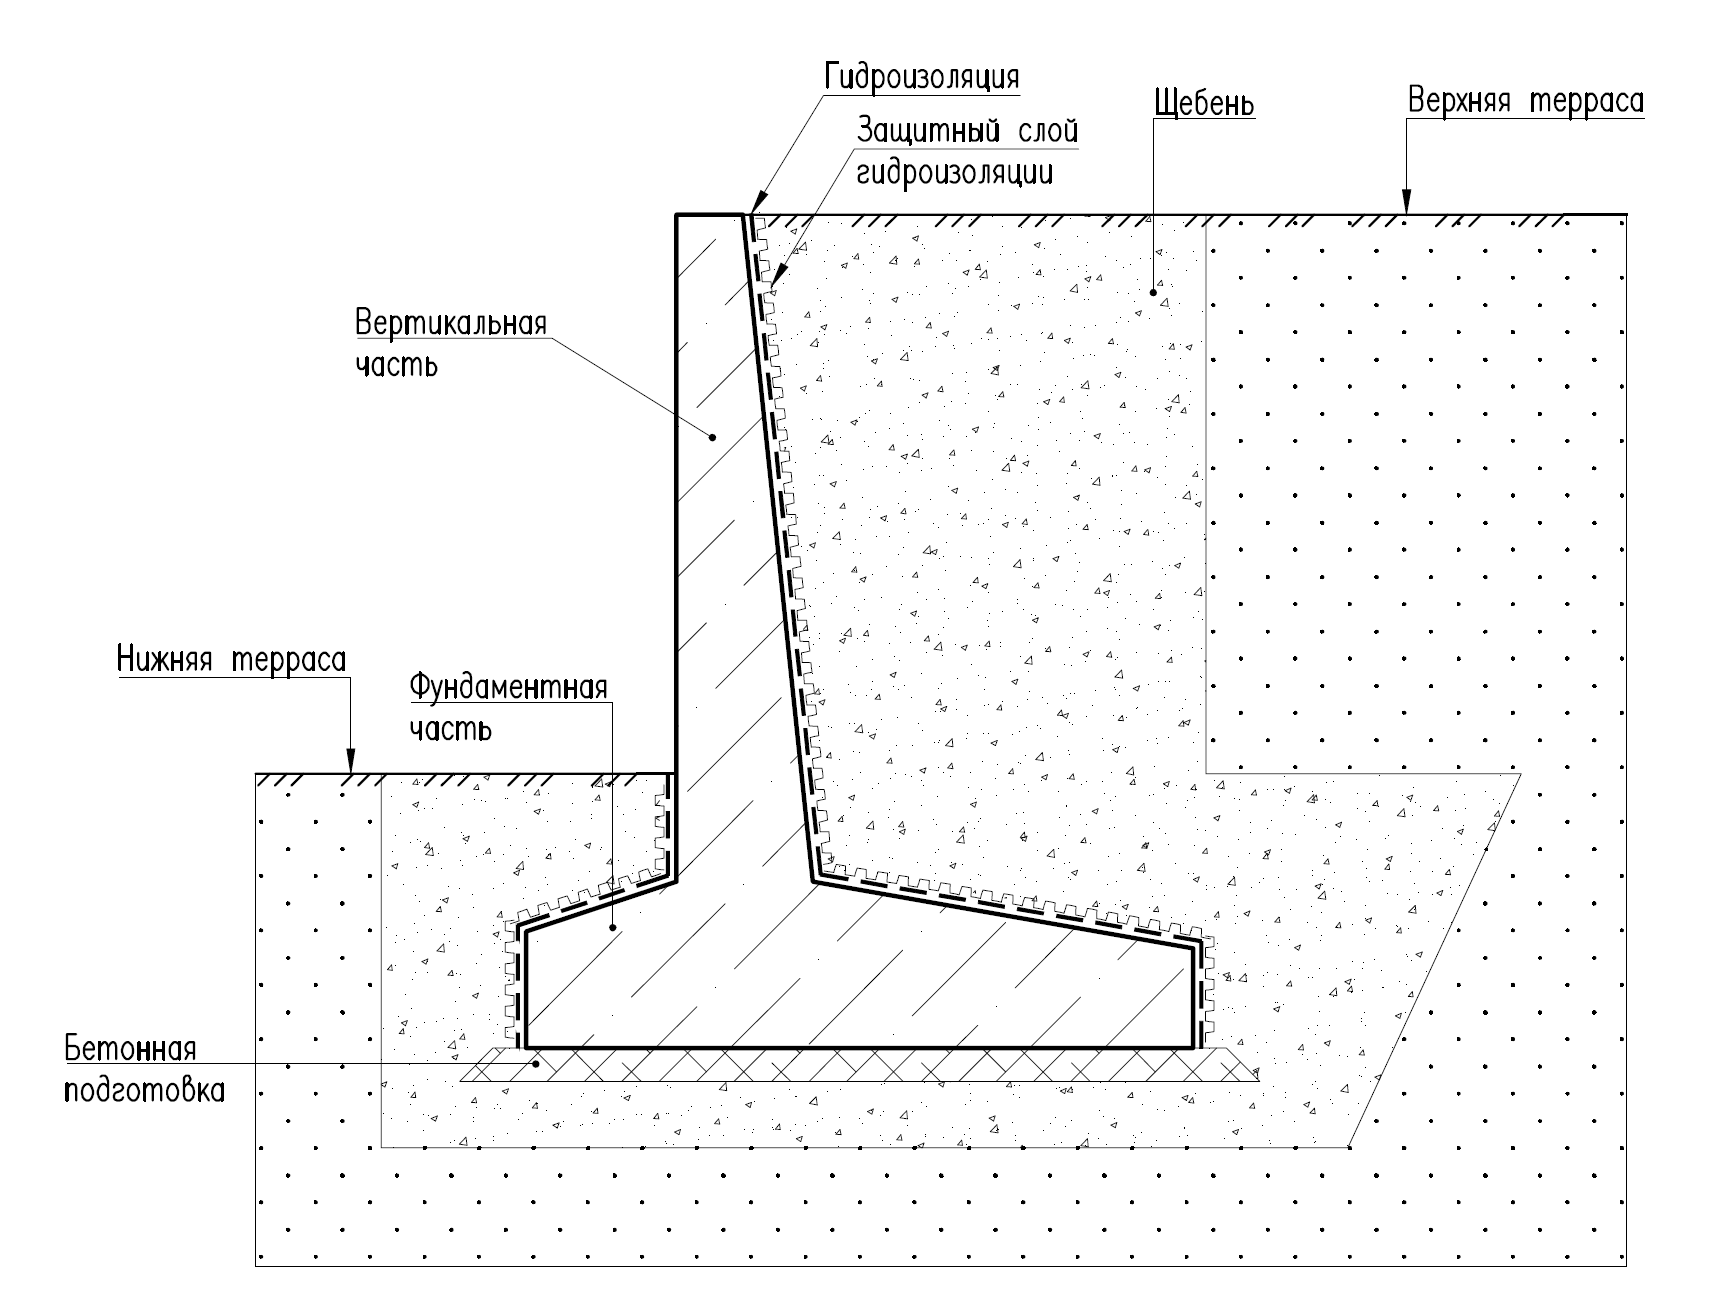 Гидроизоляция
Защитный слой
гидроизоляции
Щебень
Верхняя терраса
Вертикальная
часть
Нижняя терраса
Фундаментная
часть
Бетонная
подготовка